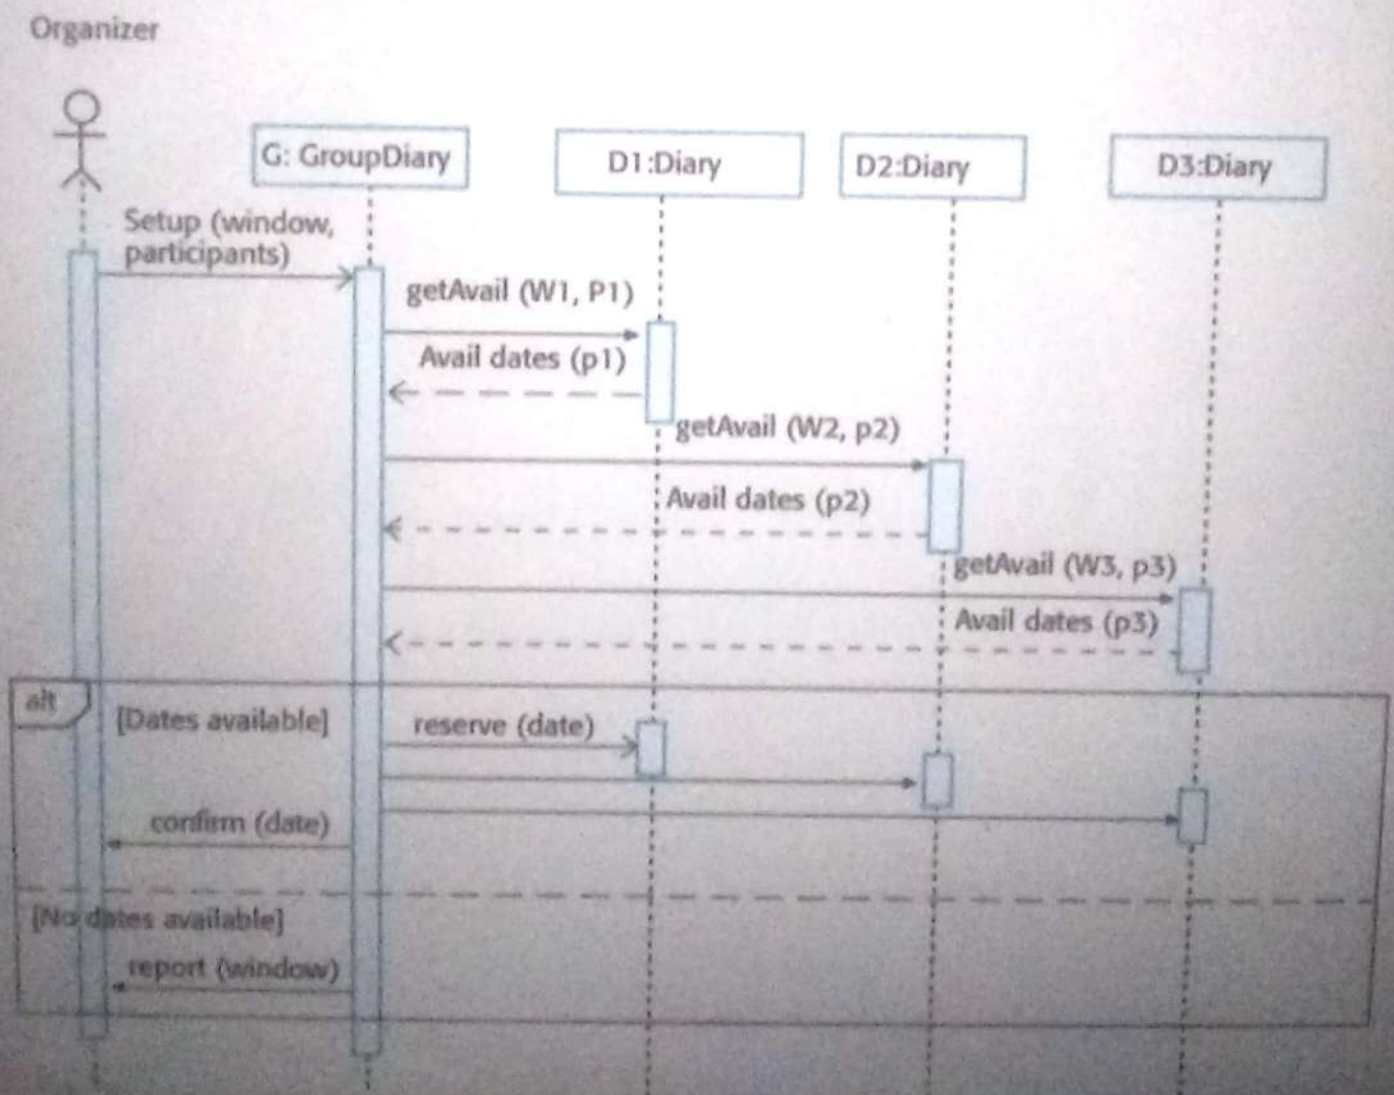 Organizer
G: GroupDiary
D1:Diary
D2:Diary
D3:Diary
Setup (window,
participants)
getAvail (W1, P1)
Avail dates (p1)
getAvail (W2, p2)
Avail dates (p2)
getAvail (W3, p3)
Avail dates (p3)
alt
[Dates available]
reserve (date)
confirm (date)
[No dates available]
report (window)